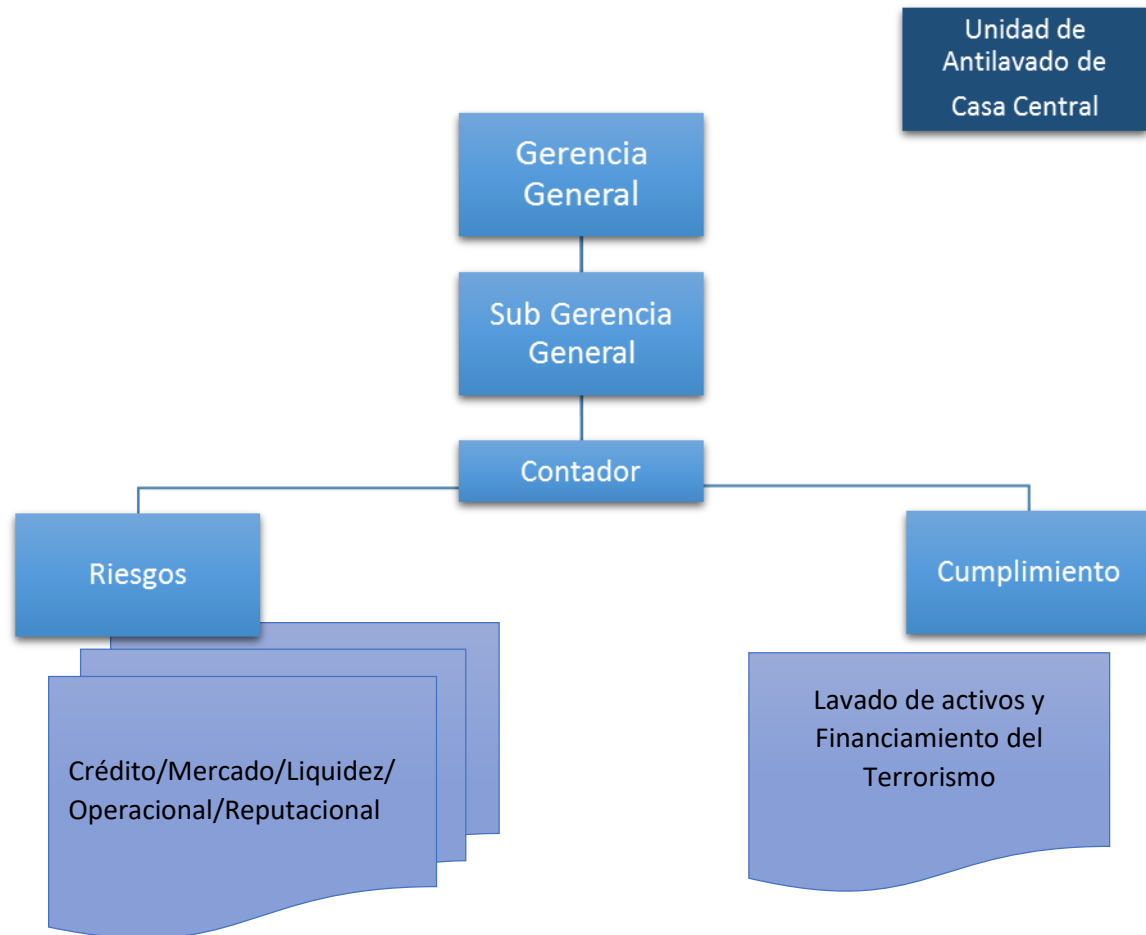 Unidad de
Antilavado de
Casa Central
Gerencia
General
Sub Gerencia
General
Contador
Riesgos
Cumplimiento
Crédito/Mercado/Liquidez/
Operacional/Reputacional
Lavado de activos y
Financiamiento del
Terrorismo